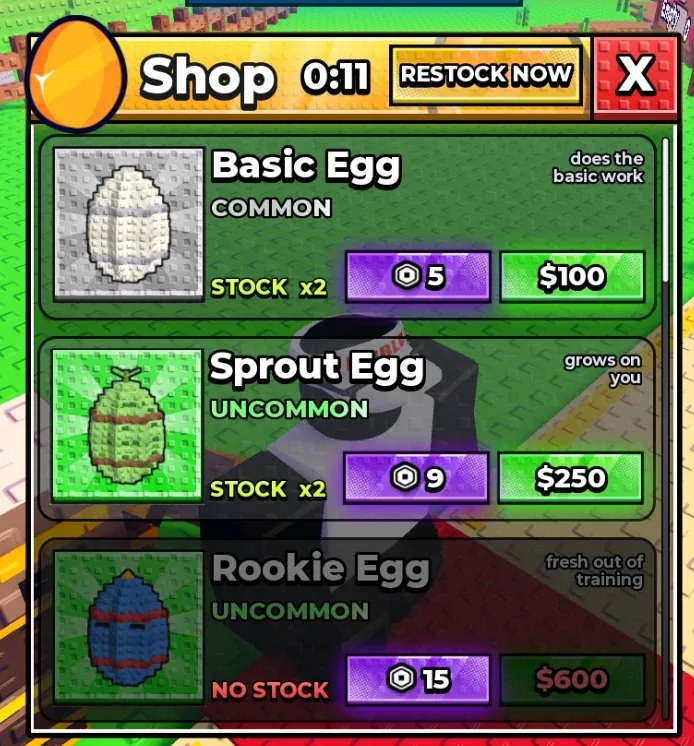 Shop 0:11 RESTOCK NOW X
Basic Egg
does the
basic work
COMMON
STOCK x2 5 $100
Sprout Egg
grows on
you
UNCOMMON
STOCK x2 9 $250
Rookie Egg
fresh out of
training
UNCOMMON
NO STOCK 15 $600